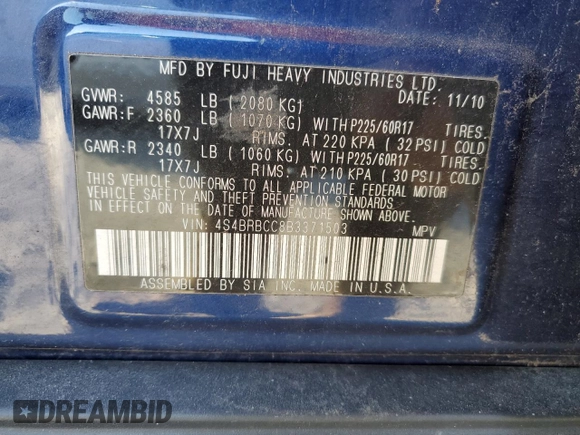 MFD BY FUJI HEAVY INDUSTRIES LTD.
GVWR: 4585 LB (2080 KG) DATE: 11/10
GAWR:F 2360 LB (1070 KG) WITH P225/60R17 TIRES.
17X7J RIMS. AT 220 KPA (32 PSI) COLD
GAWR:R 2340 LB (1060 KG) WITH P225/60R17 TIRES.
17X7J RIMS. AT 210 KPA (30 PSI) COLD
THIS VEHICLE CONFORMS TO ALL APPLICABLE FEDERAL MOTOR
VEHICLE SAFETY AND THEFT PREVENTION STANDARDS
IN EFFECT ON THE DATE OF MANUFACTURE SHOWN ABOVE.
VIN: 4S4BRBCC8B3371503 MPV
ASSEMBLED BY SIA INC. MADE IN U.S.A.
DREAMBID